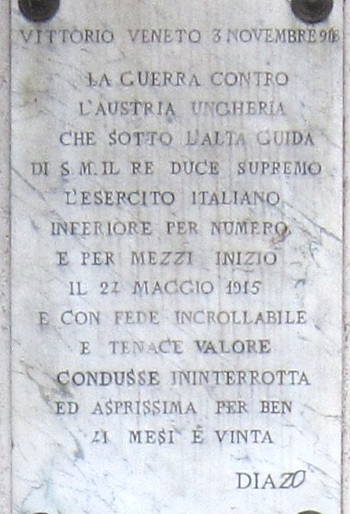 VITTORIO VENETO 3 NOVEMBRE 918
LA GUERRA CONTRO
L'AUSTRIA UNGHERIA
CHE SOTTO L'ALTA GUIDA
DI S.M. IL RE DUCE SUPREMO
L'ESERCITO ITALIANO
INFERIORE PER NUMERO
E PER MEZZI INIZIO
IL 24 MAGGIO 1915
E CON FEDE INCROLLABILE
E TENACE VALORE
CONDUSSE ININTERROTTA
ED ASPRISSIMA PER BEN
41 MESI È VINTA
DIAZO